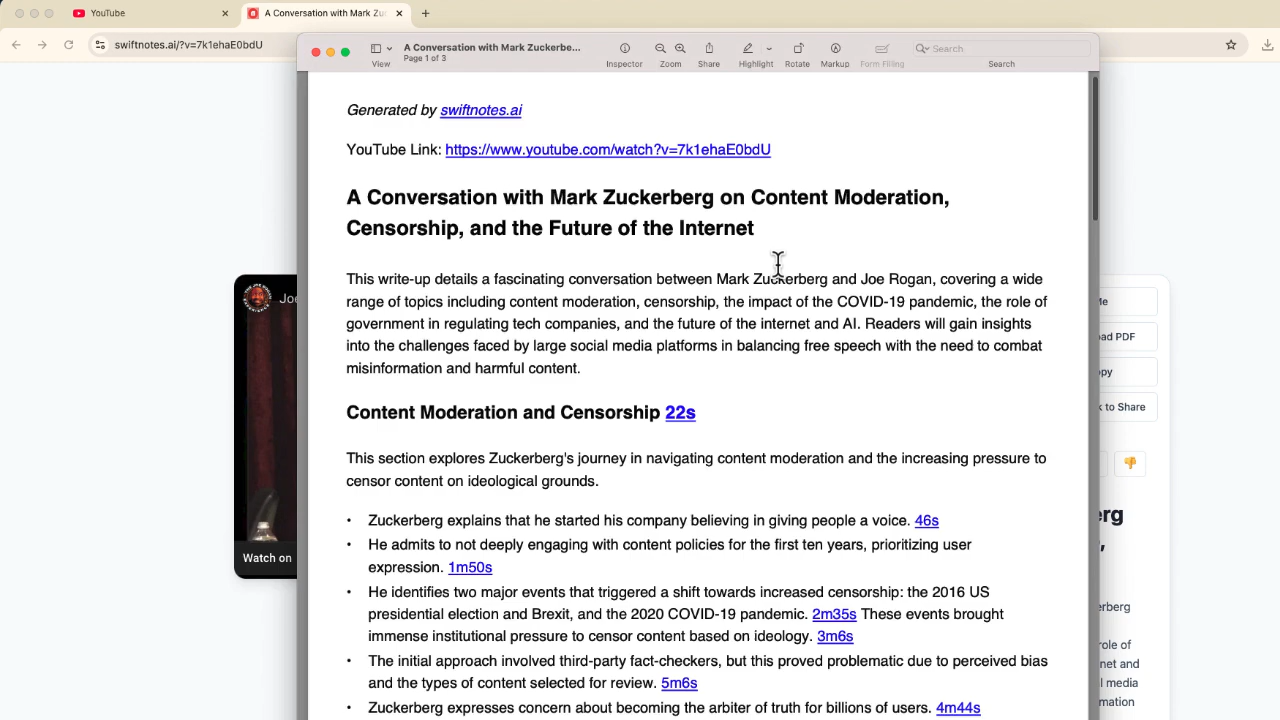 YouTube
A Conversation with Mark Zuc
swiftnotes.ai/?v=7k1ehaE0bdU
A Conversation with Mark Zuckerbe...
Page 1 of 3
View
Inspector
Zoom
Share
Highlight
Rotate
Markup
Form Filling
Search
Search
Generated by swiftnotes.ai
YouTube Link: https://www.youtube.com/watch?v=7k1ehaE0bdU
A Conversation with Mark Zuckerberg on Content Moderation,
Censorship, and the Future of the Internet
This write-up details a fascinating conversation between Mark Zuckerberg and Joe Rogan, covering a wide
range of topics including content moderation, censorship, the impact of the COVID-19 pandemic, the role of
government in regulating tech companies, and the future of the internet and AI. Readers will gain insights
into the challenges faced by large social media platforms in balancing free speech with the need to combat
misinformation and harmful content.
Content Moderation and Censorship 22s
This section explores Zuckerberg's journey in navigating content moderation and the increasing pressure to
censor content on ideological grounds.
• Zuckerberg explains that he started his company believing in giving people a voice. 46s
• He admits to not deeply engaging with content policies for the first ten years, prioritizing user
expression. 1m50s
• He identifies two major events that triggered a shift towards increased censorship: the 2016 US
presidential election and Brexit, and the 2020 COVID-19 pandemic. 2m35s These events brought
immense institutional pressure to censor content based on ideology. 3m6s
• The initial approach involved third-party fact-checkers, but this proved problematic due to perceived bias
and the types of content selected for review. 5m6s
• Zuckerberg expresses concern about becoming the arbiter of truth for billions of users. 4m44s
Joe
Watch on
Me
oad PDF
opy
k to Share
erg
,
erberg
role of
net and
l media
rmation